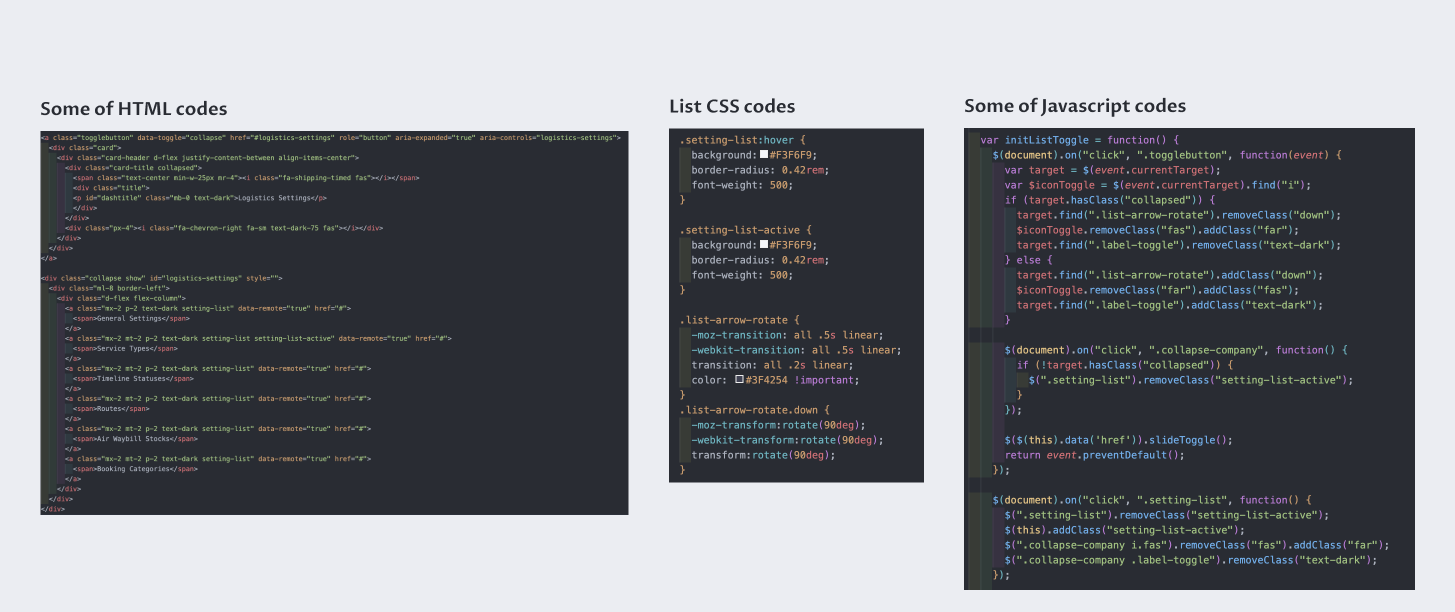 Some of HTML codes
<a class="togglebutton" data-toggle="collapse" href="#logistics-settings" role="button" aria-expanded="true" aria-controls="logistics-settings">
<div class="card">
<div class="card-header d-flex justify-content-between align-items-center">
<div class="card-title collapsed">
<span class="text-center min-w-25px mr-4"><i class="fa-shipping-timed fas"></i></span>
<div class="title">
<p id="dashtitle" class="mb-0 text-dark">Logistics Settings</p>
</div>
</div>
<div class="px-4"><i class="fa-chevron-right fa-sm text-dark-75 fas"></i></div>
</div>
</div>
</a>
<div class="collapse show" id="logistics-settings" style="">
<div class="ml-8 border-left">
<div class="d-flex flex-column">
<a class="mx-2 p-2 text-dark setting-list" data-remote="true" href="#">
<span>General Settings</span>
</a>
<a class="mx-2 mt-2 p-2 text-dark setting-list setting-list-active" data-remote="true" href="#">
<span>Service Types</span>
</a>
<a class="mx-2 mt-2 p-2 text-dark setting-list" data-remote="true" href="#">
<span>Timeline Statuses</span>
</a>
<a class="mx-2 mt-2 p-2 text-dark setting-list" data-remote="true" href="#">
<span>Routes</span>
</a>
<a class="mx-2 mt-2 p-2 text-dark setting-list" data-remote="true" href="#">
<span>Air Waybill Stocks</span>
</a>
<a class="mx-2 mt-2 p-2 text-dark setting-list" data-remote="true" href="#">
<span>Booking Categories</span>
</a>
</div>
</div>
</div>
List CSS codes
.setting-list:hover {
background: #F3F6F9;
border-radius: 0.42rem;
font-weight: 500;
}
.setting-list-active {
background: #F3F6F9;
border-radius: 0.42rem;
font-weight: 500;
}
.list-arrow-rotate {
-moz-transition: all .5s linear;
-webkit-transition: all .5s linear;
transition: all .2s linear;
color: #3F4254 !important;
}
.list-arrow-rotate.down {
-moz-transform:rotate(90deg);
-webkit-transform:rotate(90deg);
transform:rotate(90deg);
}
Some of Javascript codes
var initListToggle = function() {
$(document).on("click", ".togglebutton", function(event) {
var target = $(event.currentTarget);
var $iconToggle = $(event.currentTarget).find("i");
if (target.hasClass("collapsed")) {
target.find(".list-arrow-rotate").removeClass("down");
$iconToggle.removeClass("fas").addClass("far");
target.find(".label-toggle").removeClass("text-dark");
} else {
target.find(".list-arrow-rotate").addClass("down");
$iconToggle.removeClass("far").addClass("fas");
target.find(".label-toggle").addClass("text-dark");
}
$(document).on("click", ".collapse-company", function() {
if (!target.hasClass("collapsed")) {
$(".setting-list").removeClass("setting-list-active");
}
});
$($(this).data('href')).slideToggle();
return event.preventDefault();
});
$(document).on("click", ".setting-list", function() {
$(".setting-list").removeClass("setting-list-active");
$(this).addClass("setting-list-active");
$(".collapse-company i.fas").removeClass("fas").addClass("far");
$(".collapse-company .label-toggle").removeClass("text-dark");
});